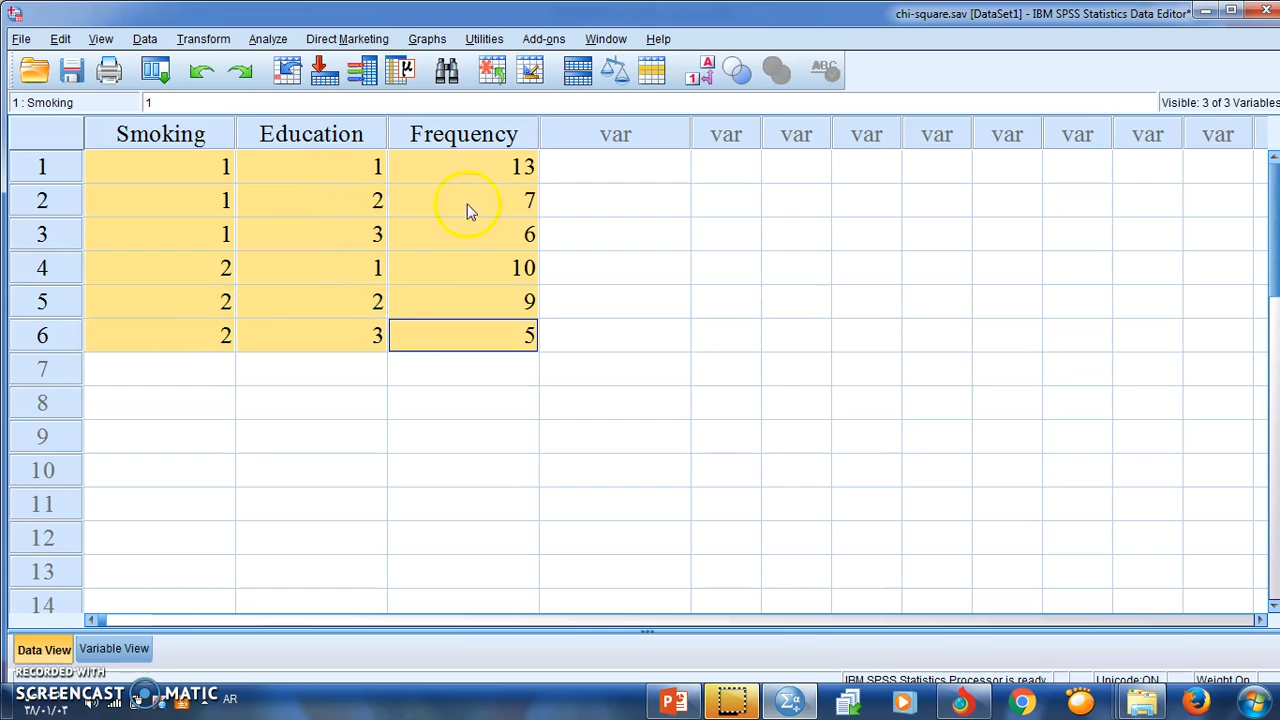 chi-square.sav [DataSet1] - IBM SPSS Statistics Data Editor*
File Edit View Data Transform Analyze Direct Marketing Graphs Utilities Add-ons Window Help
1 : Smoking 1 Visible: 3 of 3 Variables
Smoking Education Frequency var var var var var var var var
1 1 1 13
2 1 2 7
3 1 3 6
4 2 1 10
5 2 2 9
6 2 3 5
7
8
9
10
11
12
13
14
Data View Variable View
IBM SPSS Statistics Processor is ready Unicode:ON Weight On
RECORDED WITH
SCREENCAST MATIC AR